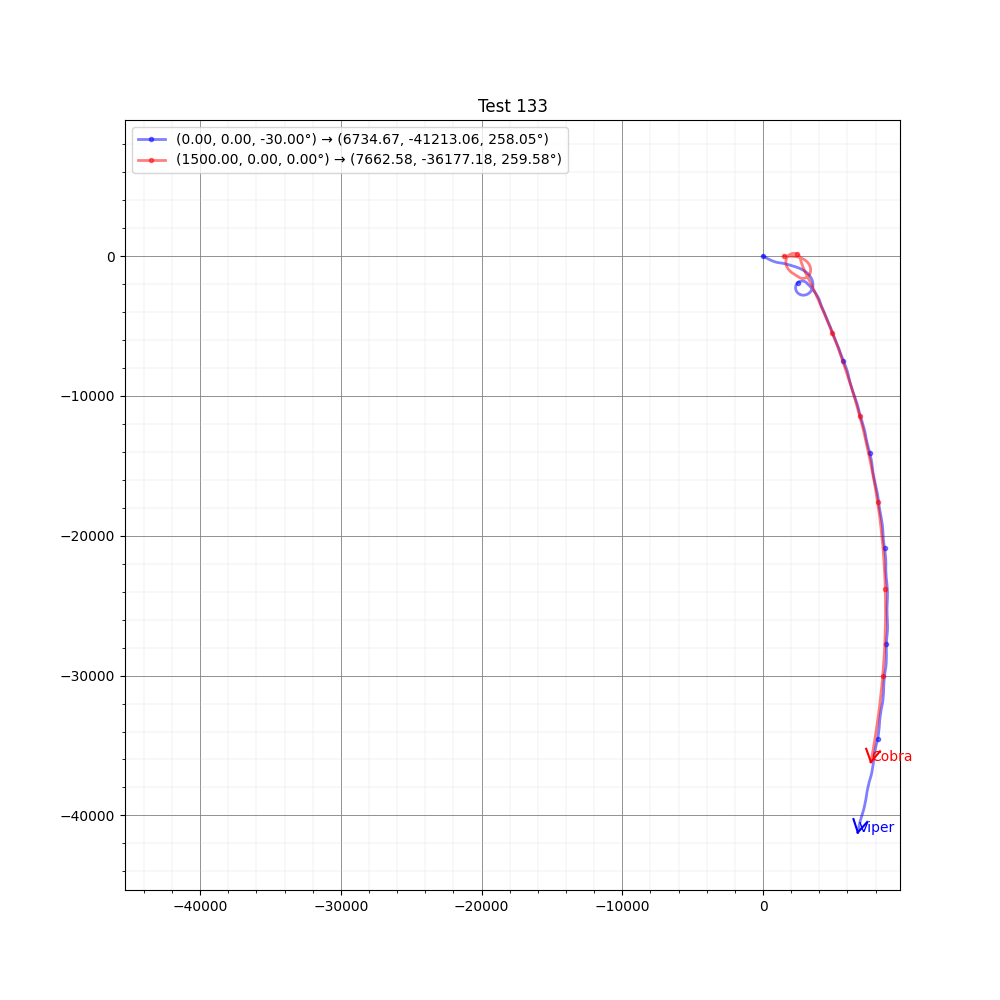 Test 133
(0.00, 0.00, -30.00°) → (6734.67, -41213.06, 258.05°)
(1500.00, 0.00, 0.00°) → (7662.58, -36177.18, 259.58°)
0
−10000
−20000
−30000
−40000
Cobra
Viper
−40000
−30000
−20000
−10000
0